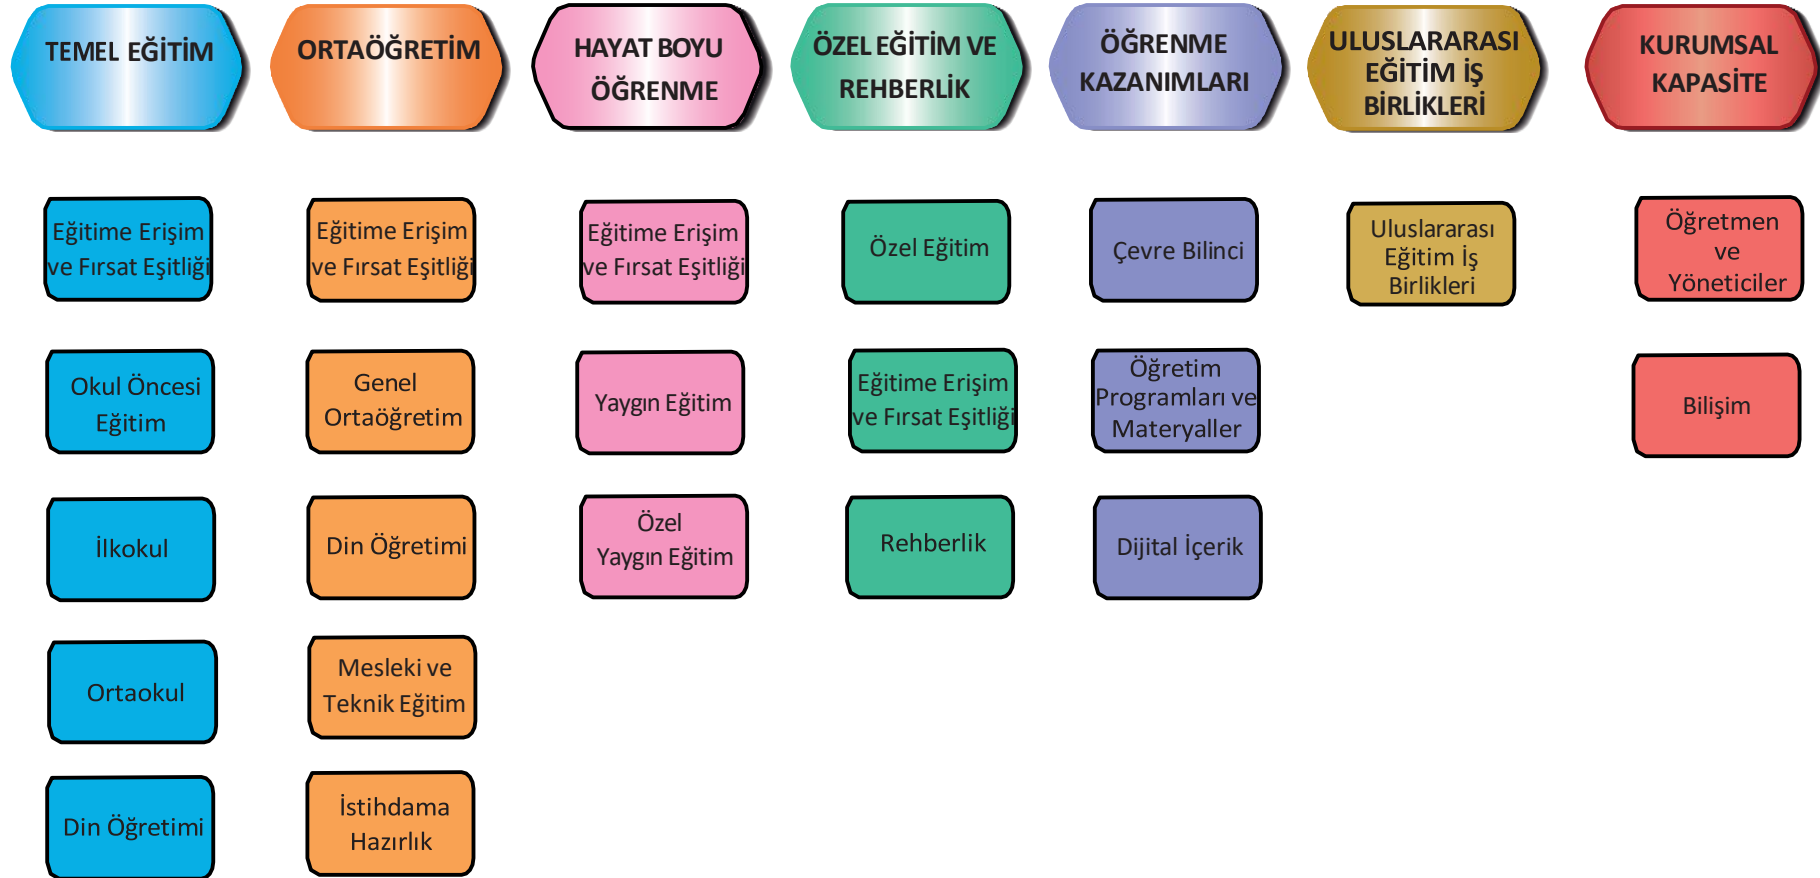 TEMEL EĞİTİM
ORTAÖĞRETİM
HAYAT BOYU
ÖĞRENME
ÖZEL EĞİTİM VE
REHBERLİK
ÖĞRENME
KAZANIMLARI
ULUSLARARASI
EĞİTİM İŞ
BİRLİKLERİ
KURUMSAL
KAPASİTE
Eğitime Erişim
ve Fırsat Eşitliği
Eğitime Erişim
ve Fırsat Eşitliği
Eğitime Erişim
ve Fırsat Eşitliği
Özel Eğitim
Çevre Bilinci
Uluslararası
Eğitim İş
Birlikleri
Öğretmen
ve
Yöneticiler
Okul Öncesi
Eğitim
Genel
Ortaöğretim
Yaygın Eğitim
Eğitime Erişim
ve Fırsat Eşitliği
Öğretim
Programları ve
Materyaller
Bilişim
İlkokul
Din Öğretimi
Özel
Yaygın Eğitim
Rehberlik
Dijital İçerik
Ortaokul
Mesleki ve
Teknik Eğitim
Din Öğretimi
İstihdama
Hazırlık